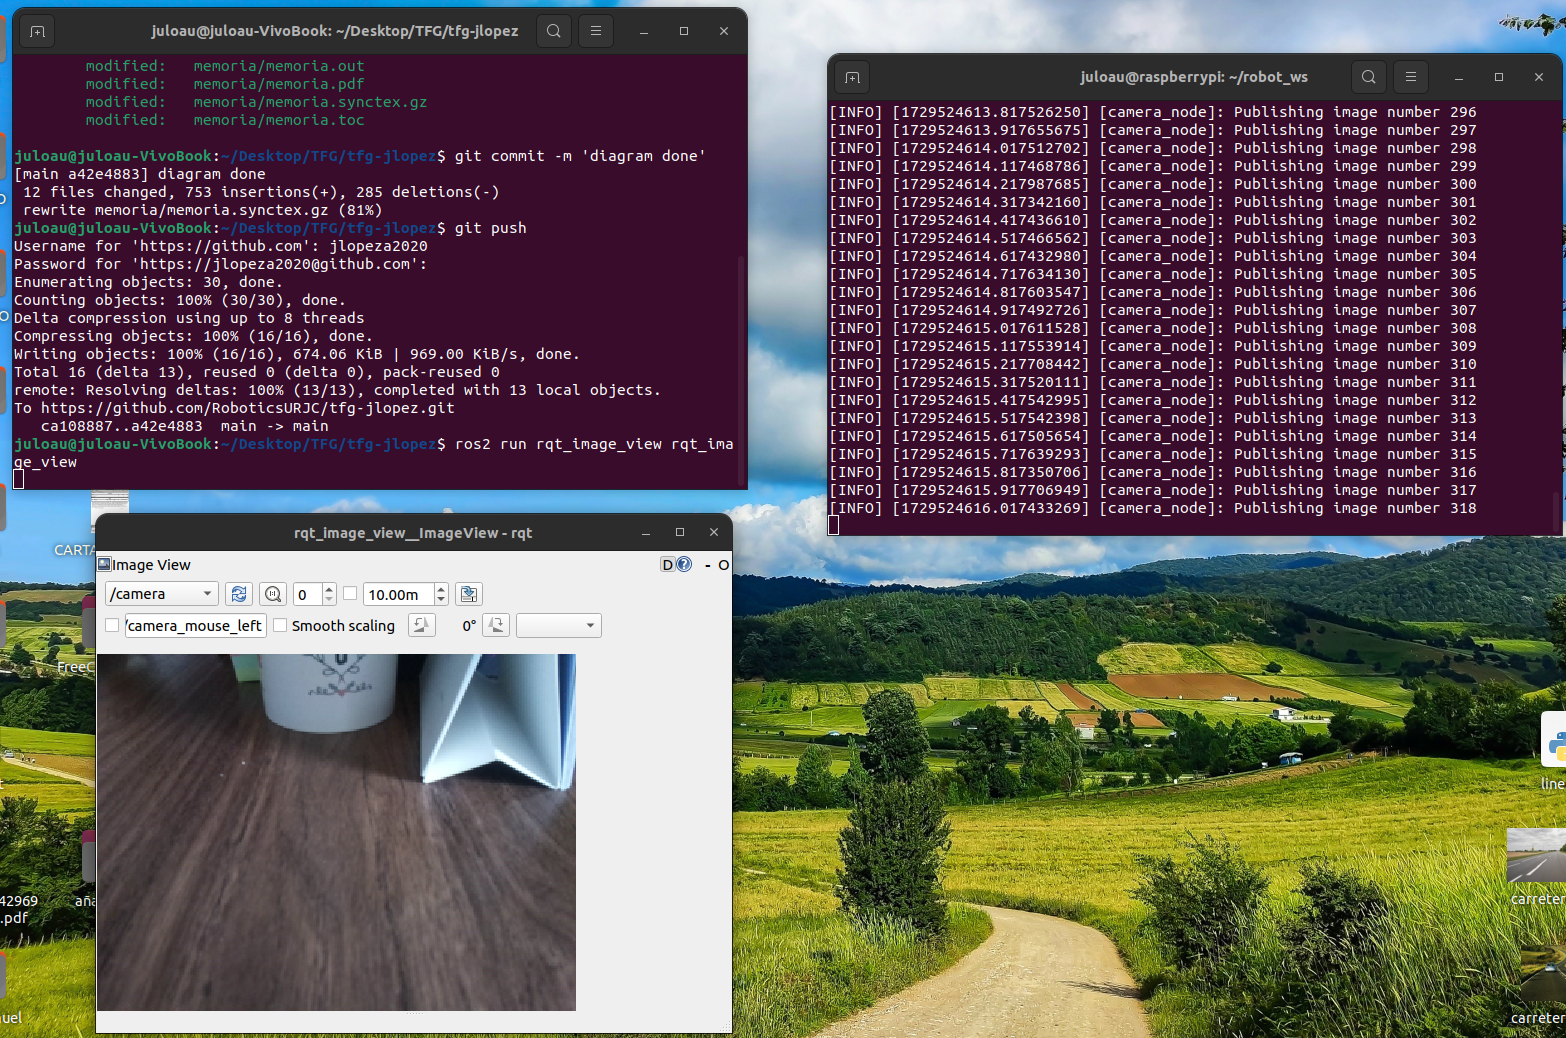 juloau@juloau-VivoBook: ~/Desktop/TFG/tfg-jlopez
modified:   memoria/memoria.out
modified:   memoria/memoria.pdf
modified:   memoria/memoria.synctex.gz
modified:   memoria/memoria.toc
juloau@juloau-VivoBook:~/Desktop/TFG/tfg-jlopez$ git commit -m 'diagram done'
[main a42e4883] diagram done
12 files changed, 753 insertions(+), 285 deletions(-)
rewrite memoria/memoria.synctex.gz (81%)
juloau@juloau-VivoBook:~/Desktop/TFG/tfg-jlopez$ git push
Username for 'https://github.com': jlopeza2020
Password for 'https://jlopeza2020@github.com':
Enumerating objects: 30, done.
Counting objects: 100% (30/30), done.
Delta compression using up to 8 threads
Compressing objects: 100% (16/16), done.
Writing objects: 100% (16/16), 674.06 KiB | 969.00 KiB/s, done.
Total 16 (delta 13), reused 0 (delta 0), pack-reused 0
remote: Resolving deltas: 100% (13/13), completed with 13 local objects.
To https://github.com/RoboticsURJC/tfg-jlopez.git
ca108887..a42e4883  main -> main
juloau@juloau-VivoBook:~/Desktop/TFG/tfg-jlopez$ ros2 run rqt_image_view rqt_ima
ge_view
juloau@raspberrypi: ~/robot_ws
[INFO] [1729524613.817526250] [camera_node]: Publishing image number 296
[INFO] [1729524613.917655675] [camera_node]: Publishing image number 297
[INFO] [1729524614.017512702] [camera_node]: Publishing image number 298
[INFO] [1729524614.117468786] [camera_node]: Publishing image number 299
[INFO] [1729524614.217987685] [camera_node]: Publishing image number 300
[INFO] [1729524614.317342160] [camera_node]: Publishing image number 301
[INFO] [1729524614.417436610] [camera_node]: Publishing image number 302
[INFO] [1729524614.517466562] [camera_node]: Publishing image number 303
[INFO] [1729524614.617432980] [camera_node]: Publishing image number 304
[INFO] [1729524614.717634130] [camera_node]: Publishing image number 305
[INFO] [1729524614.817603547] [camera_node]: Publishing image number 306
[INFO] [1729524614.917492726] [camera_node]: Publishing image number 307
[INFO] [1729524615.017611528] [camera_node]: Publishing image number 308
[INFO] [1729524615.117553914] [camera_node]: Publishing image number 309
[INFO] [1729524615.217708442] [camera_node]: Publishing image number 310
[INFO] [1729524615.317520111] [camera_node]: Publishing image number 311
[INFO] [1729524615.417542995] [camera_node]: Publishing image number 312
[INFO] [1729524615.517542398] [camera_node]: Publishing image number 313
[INFO] [1729524615.617505654] [camera_node]: Publishing image number 314
[INFO] [1729524615.717639293] [camera_node]: Publishing image number 315
[INFO] [1729524615.817350706] [camera_node]: Publishing image number 316
[INFO] [1729524615.917706949] [camera_node]: Publishing image number 317
[INFO] [1729524616.017433269] [camera_node]: Publishing image number 318
rqt_image_view__ImageView - rqt
Image View
D ? - O
/camera 0 10.00m
/camera_mouse_left Smooth scaling 0°
CARTA
FreeC
42969
.pdf
aña
uel
line
carreter
carreter